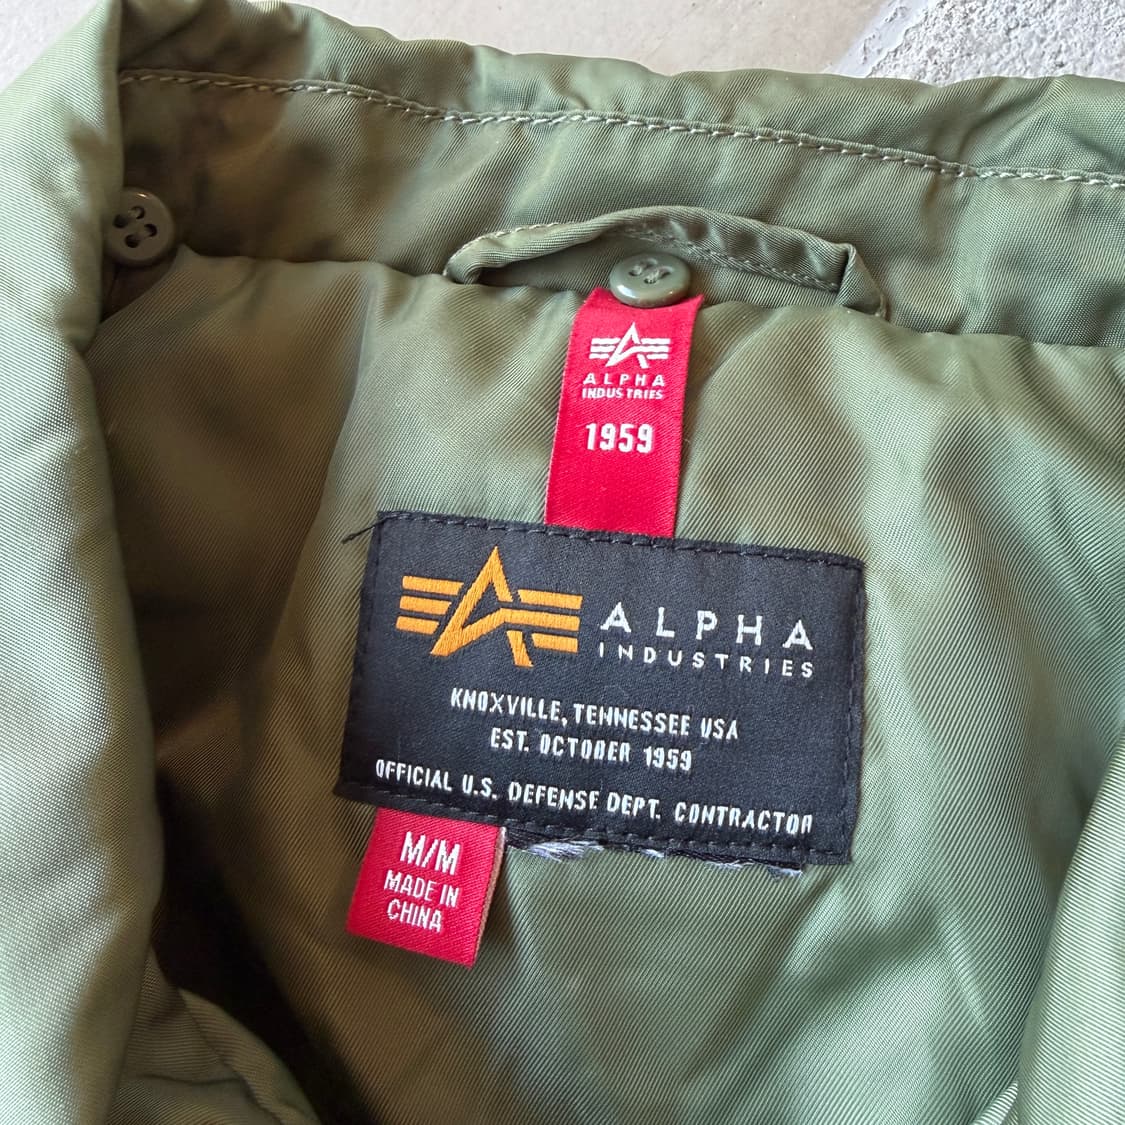 ALPHA
INDUSTRIES
1959
ALPHA
INDUSTRIES
KNOXVILLE, TENNESSEE USA
EST. OCTOBER 1959
OFFICIAL U.S. DEFENSE DEPT. CONTRACTOR
M/M
MADE IN
CHINA